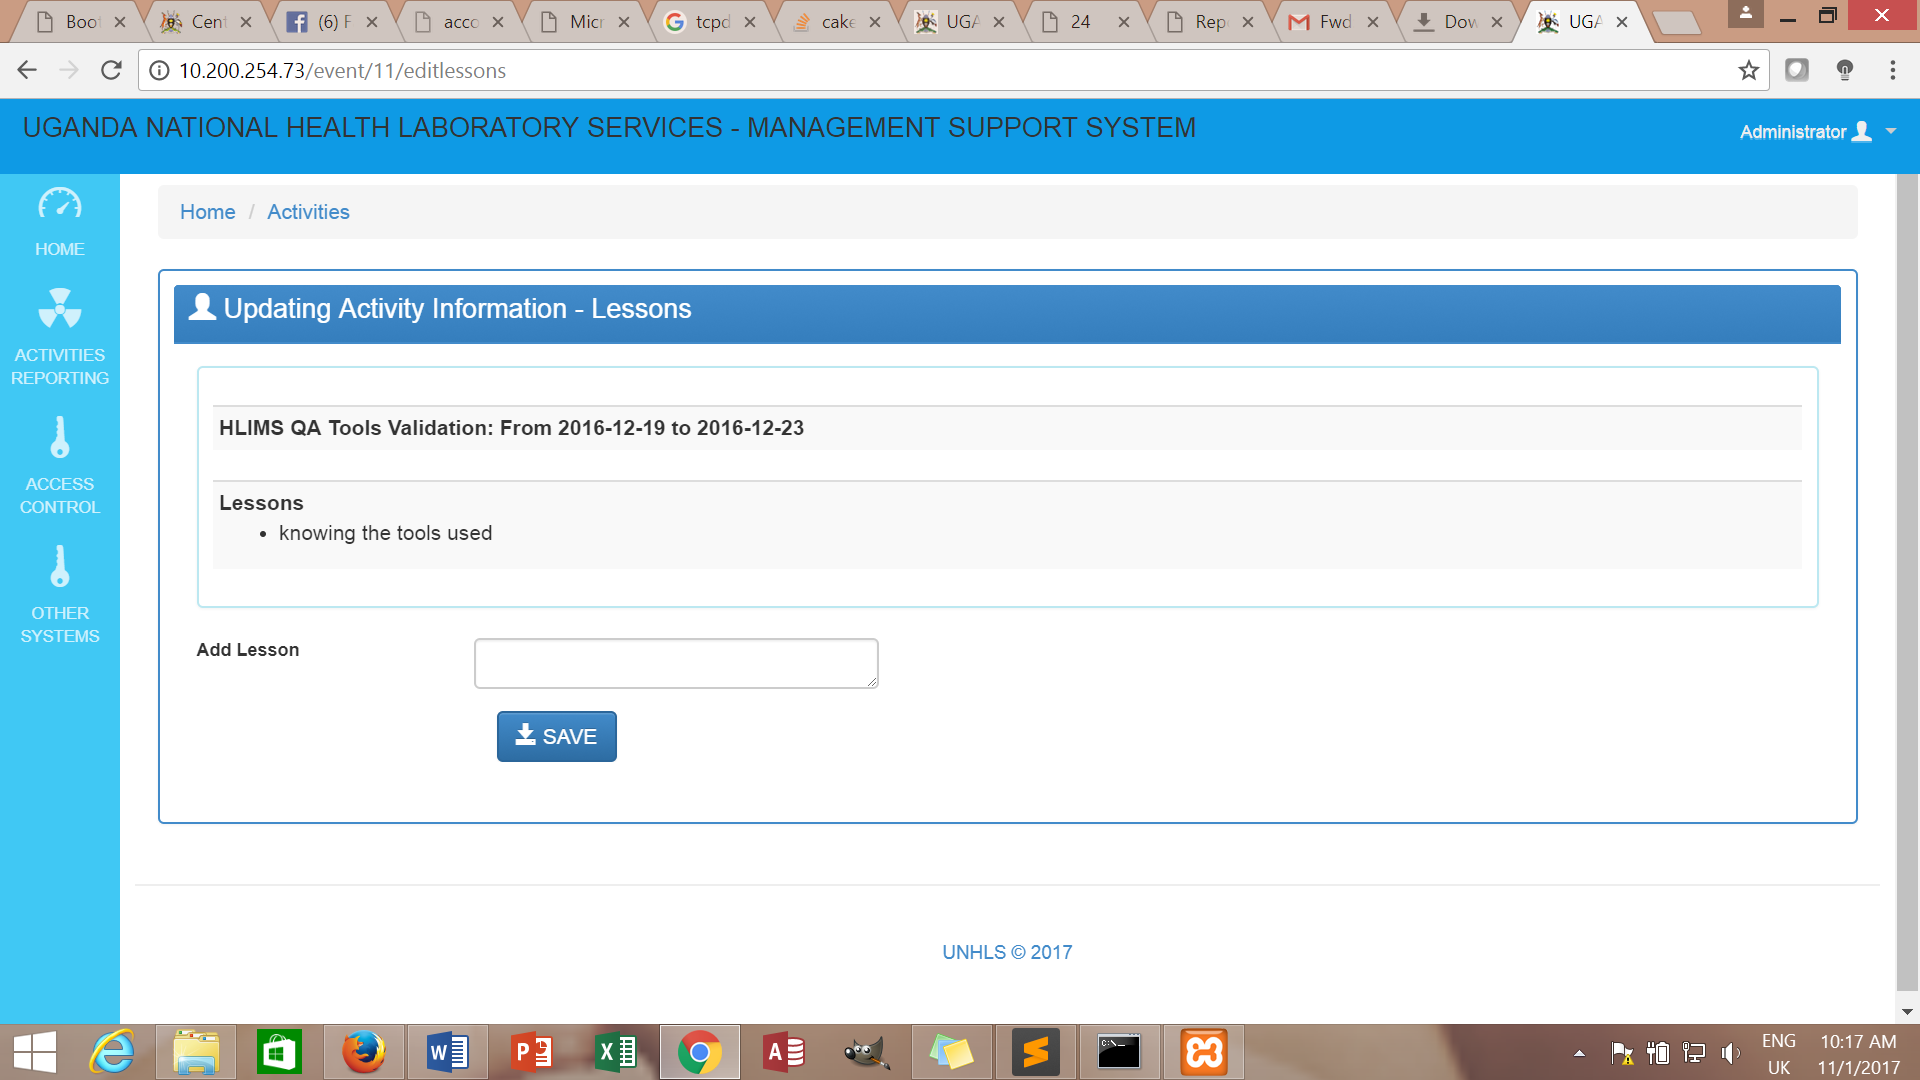 Boo
Cent
(6) F
acco
Micr
tcpd
cake
UGA
24
Rep
Fwd
Dow
UGA
10.200.254.73/event/11/editlessons
UGANDA NATIONAL HEALTH LABORATORY SERVICES - MANAGEMENT SUPPORT SYSTEM
Administrator
HOME
ACTIVITIES
REPORTING
ACCESS
CONTROL
OTHER
SYSTEMS
Home / Activities
Updating Activity Information - Lessons
HLIMS QA Tools Validation: From 2016-12-19 to 2016-12-23
Lessons
• knowing the tools used
Add Lesson
SAVE
UNHLS © 2017
ENG
UK
10:17 AM
11/1/2017